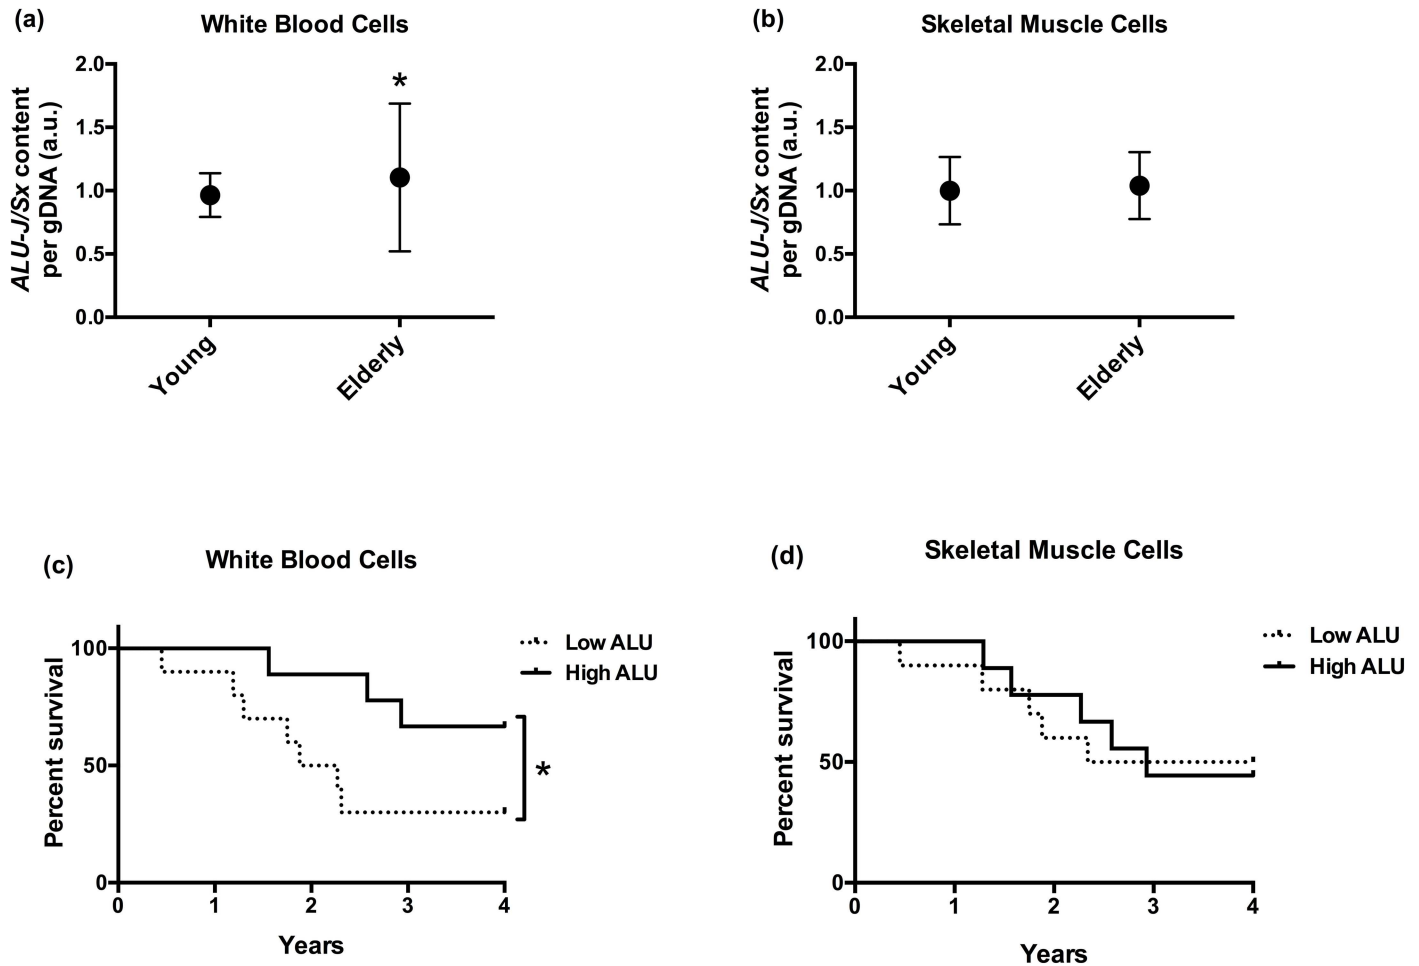 (a)
White Blood Cells
ALU-J/Sx content
per gDNA (a.u.)
2.0
1.5
1.0
0.5
0.0
*
Young
Elderly
(b)
Skeletal Muscle Cells
ALU-J/Sx content
per gDNA (a.u.)
2.0
1.5
1.0
0.5
0.0
Young
Elderly
(c)
White Blood Cells
Percent survival
100
50
0
0 1 2 3 4
Years
Low ALU
High ALU
*
(d)
Skeletal Muscle Cells
Percent survival
100
50
0
0 1 2 3 4
Years
Low ALU
High ALU